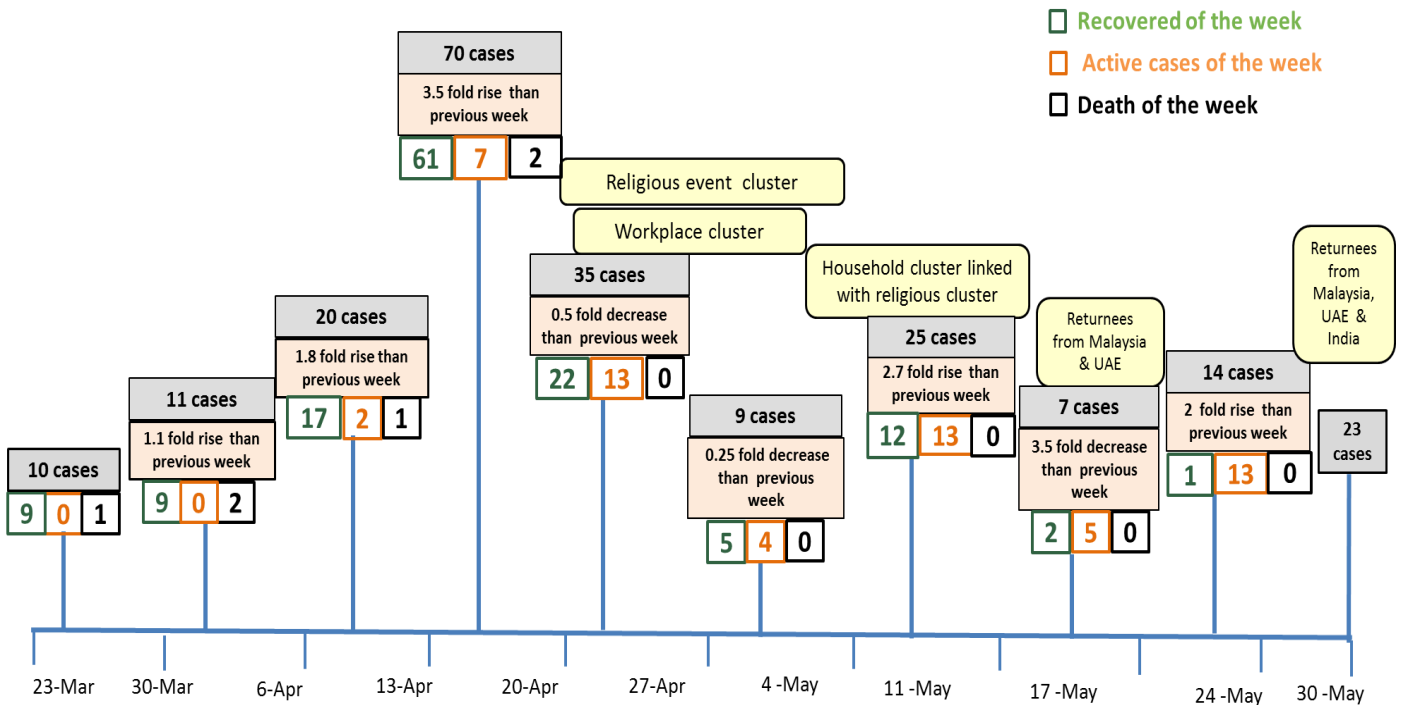 Recovered of the week
Active cases of the week
Death of the week
70 cases
3.5 fold rise than
previous week
61 7 2
Religious event cluster
Workplace cluster
35 cases
0.5 fold decrease
than previous week
22 13 0
20 cases
1.8 fold rise than
previous week
17 2 1
11 cases
1.1 fold rise than
previous week
9 0 2
10 cases
9 0 1
9 cases
0.25 fold decrease
than previous
week
5 4 0
Household cluster linked
with religious cluster
25 cases
2.7 fold rise than
previous week
12 13 0
Returnees
from Malaysia
& UAE
7 cases
3.5 fold decrease
than previous
week
2 5 0
14 cases
2 fold rise than
previous week
1 13 0
Returnees
from
Malaysia,
UAE &
India
23
cases
23-Mar 30-Mar 6-Apr 13-Apr 20-Apr 27-Apr 4 -May 11-May 17 -May 24 -May 30 -May